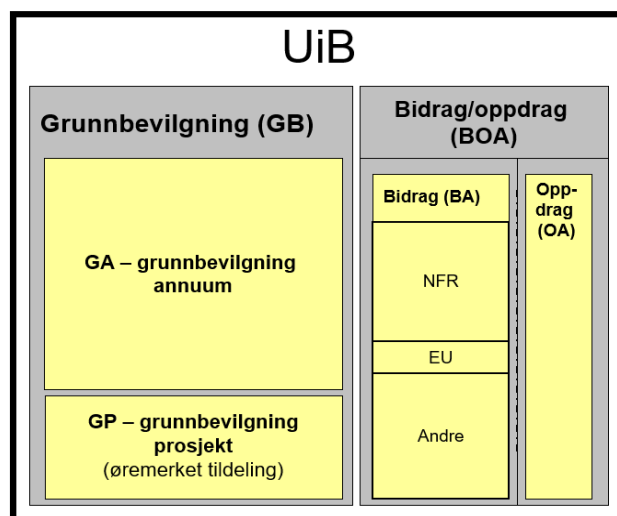 UiB
Grunnbevilgning (GB)
GA – grunnbevilgning
annuum
GP – grunnbevilgning
prosjekt
(øremerket tildeling)
Bidrag/oppdrag
(BOA)
Bidrag (BA)
NFR
EU
Andre
Opp-
drag
(OA)